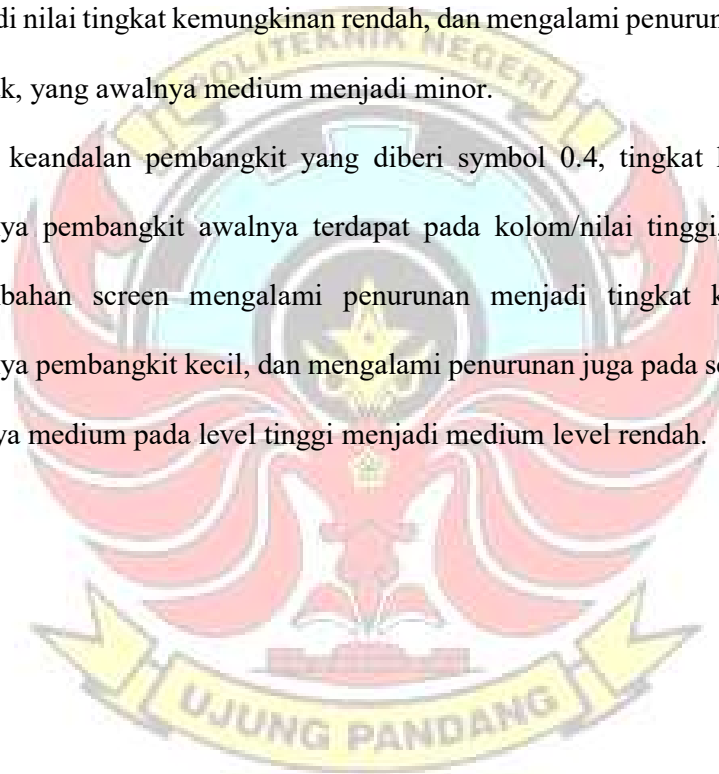 di nilai tingkat kemungkinan rendah, dan mengalami penurun
POLITEKNIK NEGERI
k, yang awalnya medium menjadi minor.
keandalan pembangkit yang diberi symbol 0.4, tingkat
ya pembangkit awalnya terdapat pada kolom/nilai tinggi,
bahan screen mengalami penurunan menjadi tingkat k
ya pembangkit kecil, dan mengalami penurunan juga pada s
ya medium pada level tinggi menjadi medium level rendah.
UJUNG PANDANG